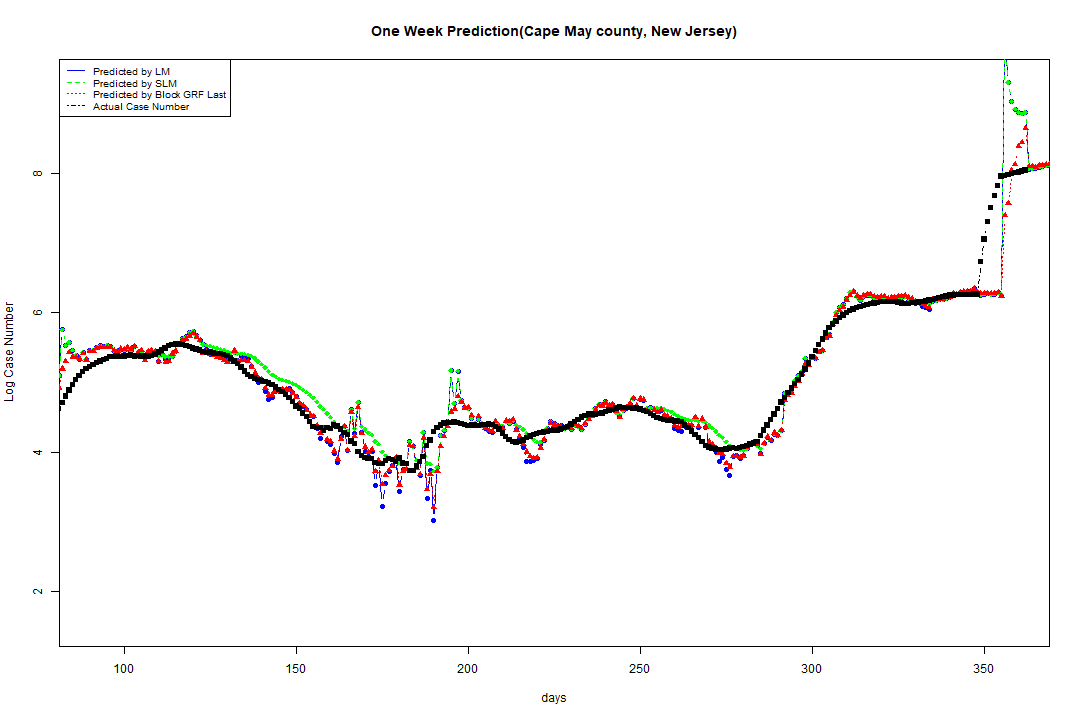 One Week Prediction(Cape May county, New Jersey)
Predicted by LM
Predicted by SLM
Predicted by Block GRF Last
Actual Case Number
8
6
4
2
Log Case Number
100 150 200 250 300 350
days